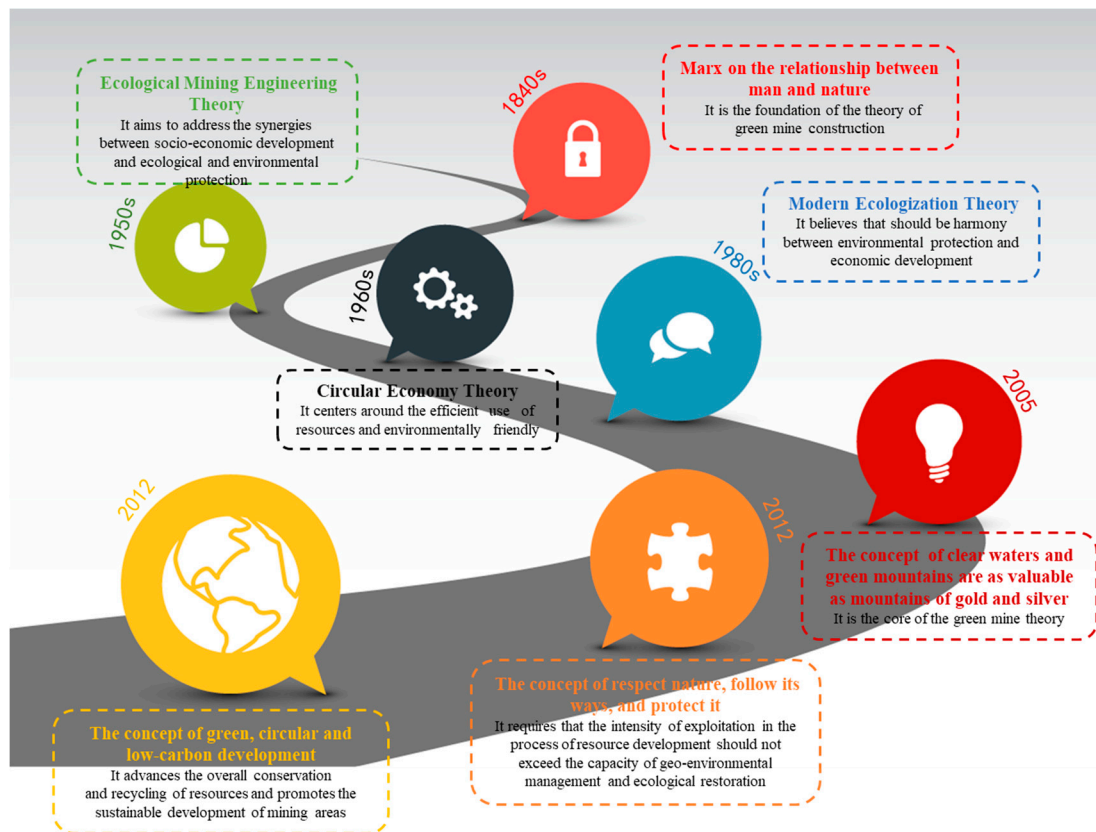 Ecological Mining Engineering
Theory
It aims to address the synergies
between socio-economic development
and ecological and environmental
protection
1950s
1840s
Marx on the relationship between
man and nature
It is the foundation of the theory of
green mine construction
1960s
Circular Economy Theory
It centers around the efficient use of
resources and environmentally friendly
1980s
Modern Ecologization Theory
It believes that should be harmony
between environmental protection and
economic development
2005
The concept of clear waters and
green mountains are as valuable
as mountains of gold and silver
It is the core of the green mine theory
2012
The concept of respect nature, follow its
ways, and protect it
It requires that the intensity of exploitation in the
process of resource development should not
exceed the capacity of geo-environmental
management and ecological restoration
2012
The concept of green, circular and
low-carbon development
It advances the overall conservation
and recycling of resources and promotes the
sustainable development of mining areas